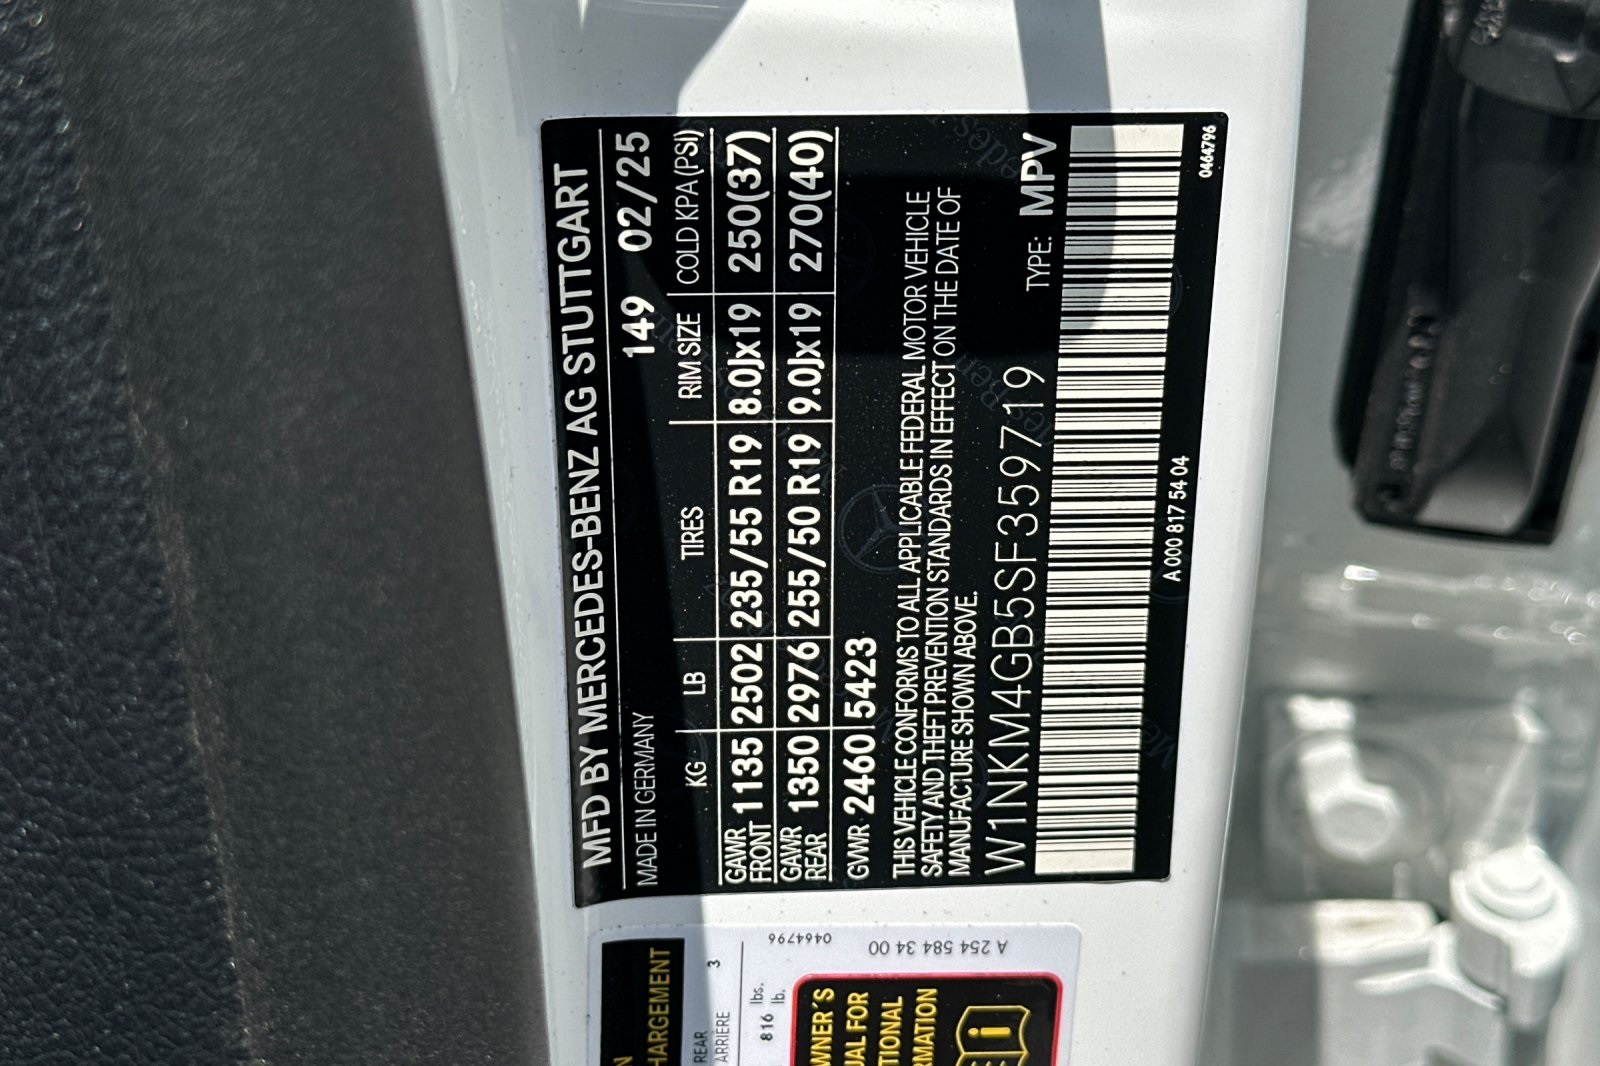 MFD BY MERCEDES-BENZ AG STUTTGART
MADE IN GERMANY 149 02/25
KG LB TIRES RIM SIZE COLD KPA (PSI)
GAWR FRONT 1135 2502 235/55 R19 8.0Jx19 250(37)
GAWR REAR 1350 2976 255/50 R19 9.0Jx19 270(40)
GVWR 2460 5423
THIS VEHICLE CONFORMS TO ALL APPLICABLE FEDERAL MOTOR VEHICLE
SAFETY AND THEFT PREVENTION STANDARDS IN EFFECT ON THE DATE OF
MANUFACTURE SHOWN ABOVE.
W1NKM4GB5SF359719 TYPE: MPV
A 000 817 54 04
0464796
HARGEMENT
REAR
ARRIÈRE 3
816 lbs.
lb.
0464796
A 254 584 34 00
WNER'S
UAL FOR
TIONAL
RMATION